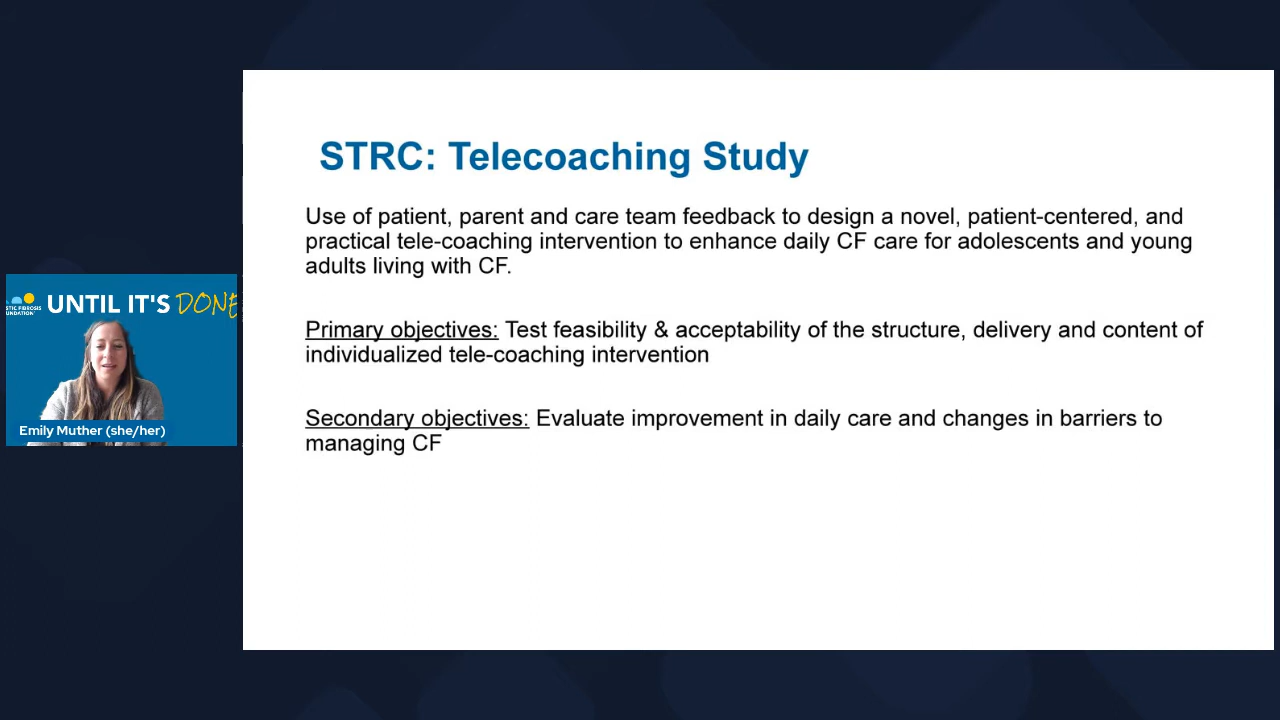 STRC: Telecoaching Study
Use of patient, parent and care team feedback to design a novel, patient-centered, and
practical tele-coaching intervention to enhance daily CF care for adolescents and young
adults living with CF.
Primary objectives: Test feasibility & acceptability of the structure, delivery and content of
individualized tele-coaching intervention
Secondary objectives: Evaluate improvement in daily care and changes in barriers to
managing CF
STIC FIBROSIS
UNDATION
UNTIL IT'S DONE
Emily Muther (she/her)